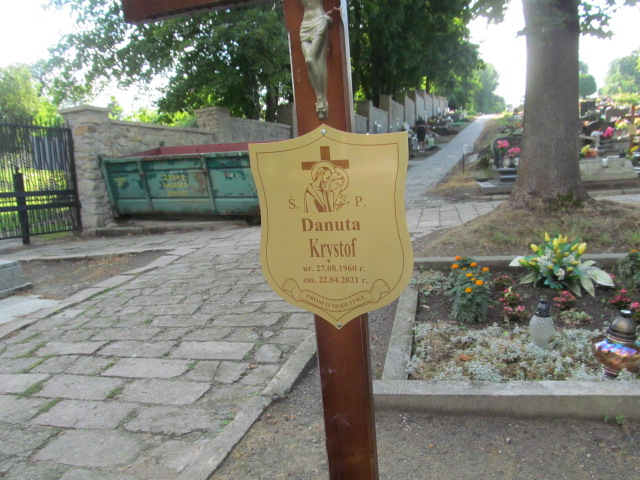 Ś. P.
Danuta
Krystof
ur. 27.08.1960 r.
zm. 22.04.2021 r.
PROSI O MODLITWĘ